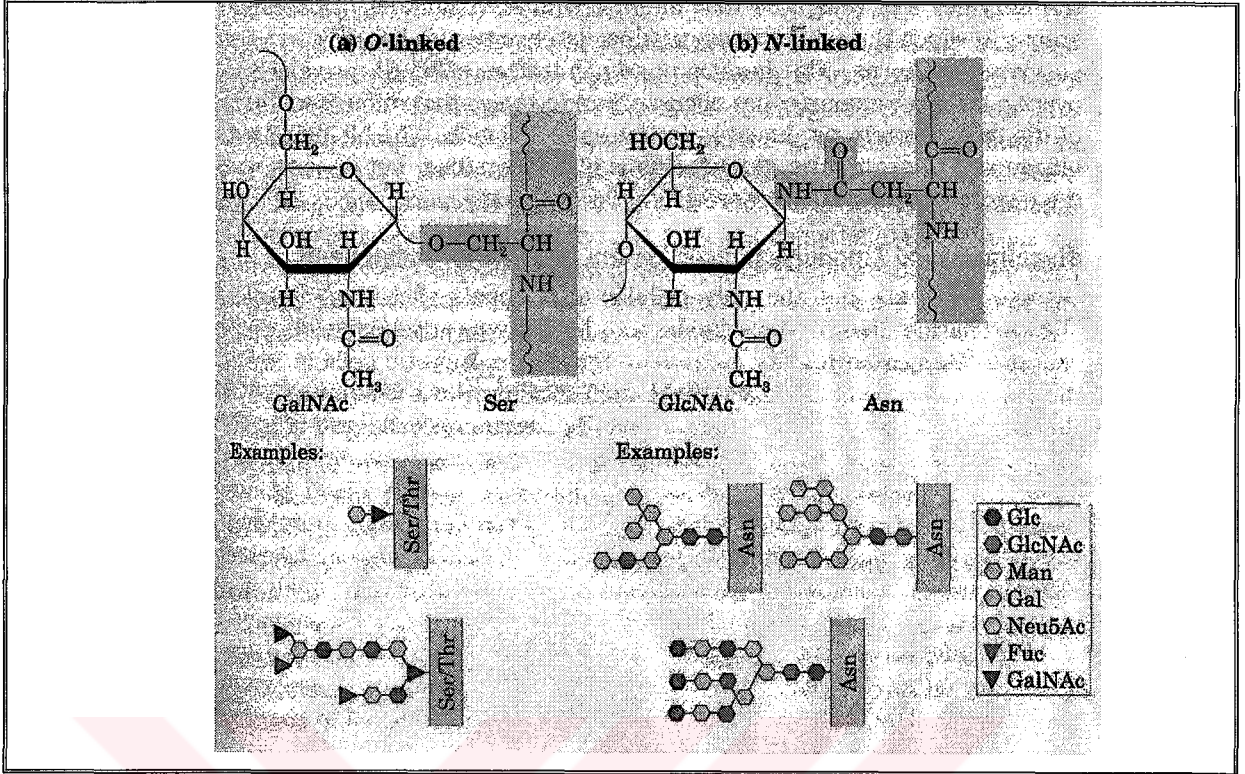 (a) O-linked
(b) N-linked
O
CH₂
O
HO
H
H
H
OH
H
H
NH
C=O
CH₃
O—CH₂—CH
C=O
NH
GalNAc
Ser
HOCH₂
O
H
H
O
OH
H
H
H
NH
C=O
CH₃
NH—C—CH₂—CH
O
C=O
NH
GlcNAc
Asn
Examples:
Ser/Thr
Ser/Thr
Examples:
Asn
Asn
Asn
Glc
GlcNAc
Man
Gal
Neu5Ac
Fuc
GalNAc